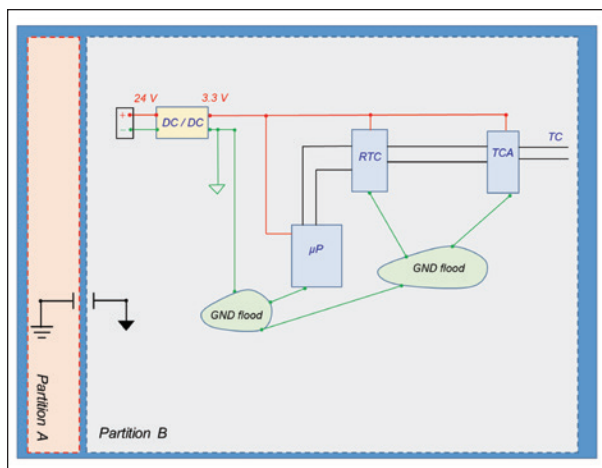 24 V
3.3 V
+
−
DC / DC
RTC
TCA
TC
µP
GND flood
GND flood
Partition A
Partition B